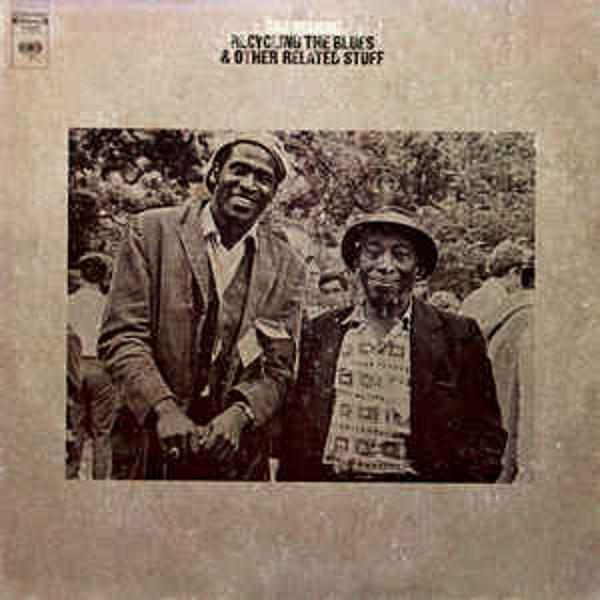 RECYCLING THE BLUES
& OTHER RELATED STUFF